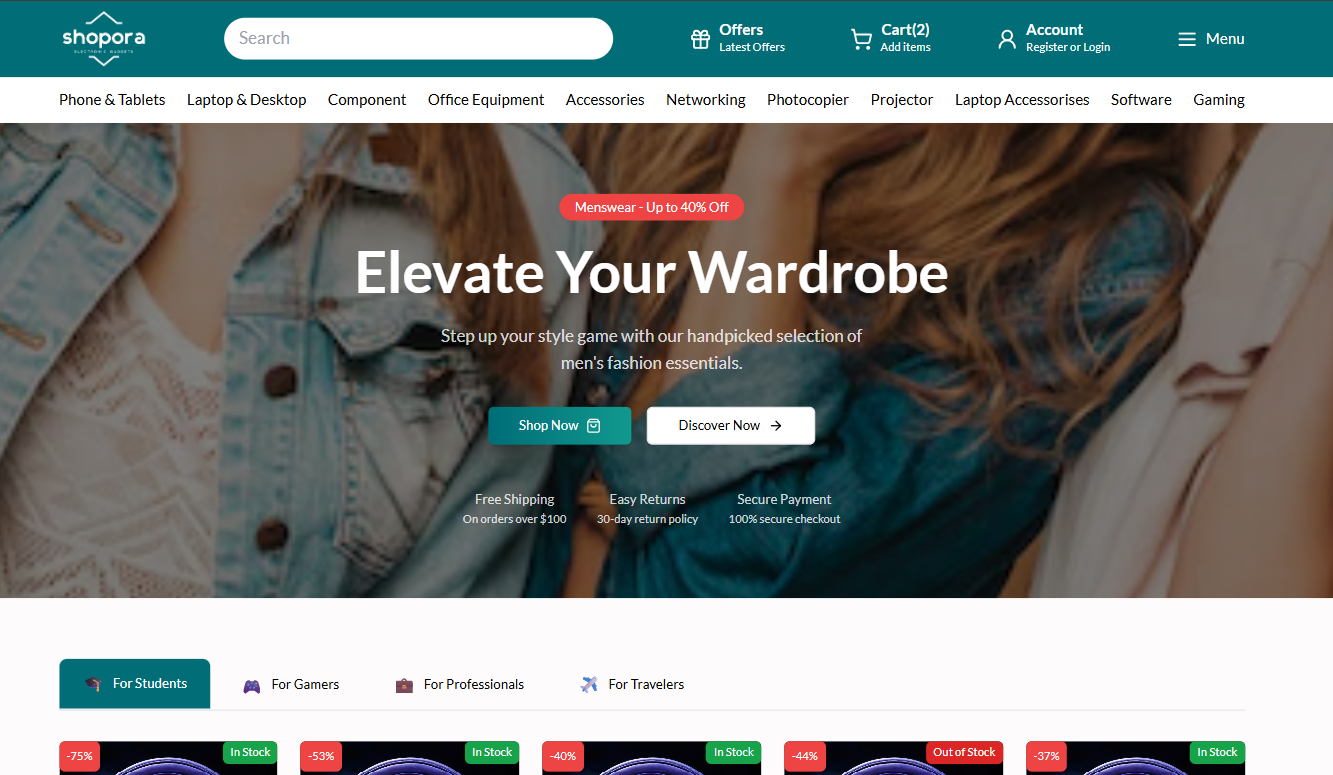 shopora
ELECTRONIC GADGETS
Search
Offers
Latest Offers
Cart(2)
Add items
Account
Register or Login
Menu
Phone & Tablets
Laptop & Desktop
Component
Office Equipment
Accessories
Networking
Photocopier
Projector
Laptop Accessorises
Software
Gaming
Menswear - Up to 40% Off
Elevate Your Wardrobe
Step up your style game with our handpicked selection of
men's fashion essentials.
Shop Now
Discover Now
Free Shipping
On orders over $100
Easy Returns
30-day return policy
Secure Payment
100% secure checkout
For Students
For Gamers
For Professionals
For Travelers
-75%
In Stock
-53%
In Stock
-40%
In Stock
-44%
Out of Stock
-37%
In Stock